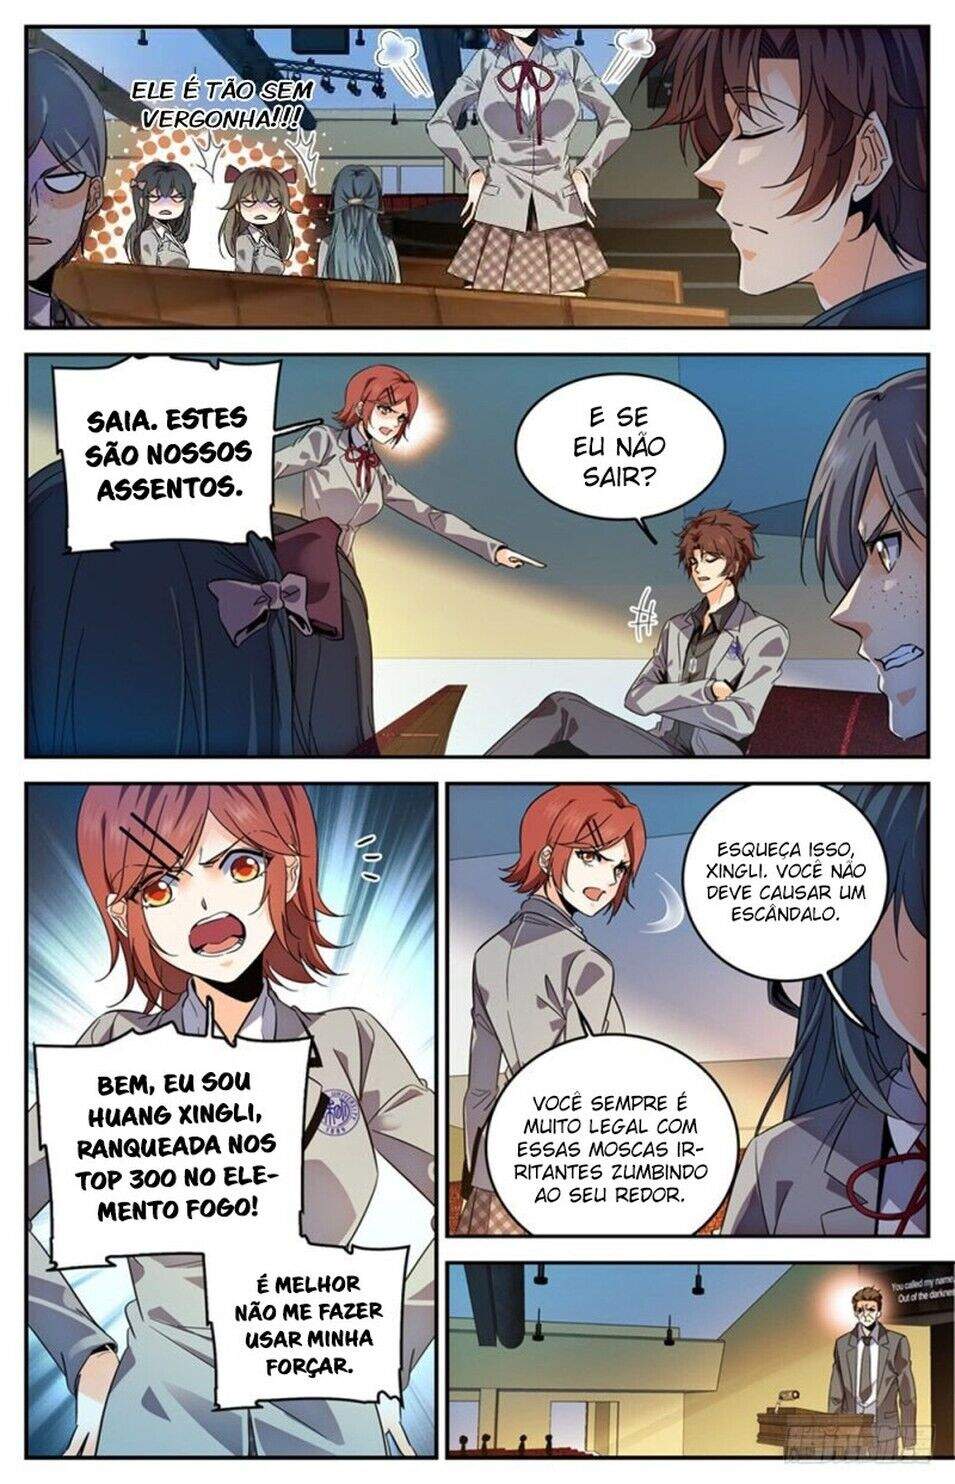 ELE É TÃO SEM
VERGONHA!!!
SAIA. ESTES
SÃO NOSSOS
ASSENTOS.
E SE
EU NÃO
SAIR?
BEM, EU SOU
HUANG XINGLI,
RANQUEADA NOS
TOP 300 NO ELE-
MENTO FOGO!
É MELHOR
NÃO ME FAZER
USAR MINHA
FORÇAR.
ESQUEÇA ISSO,
XINGLI. VOCÊ NÃO
DEVE CAUSAR UM
ESCÂNDALO.
VOCÊ SEMPRE É
MUITO LEGAL COM
ESSAS MOSCAS IR-
RITANTES ZUMBINDO
AO SEU REDOR.
You called my name,
Out of the darkness